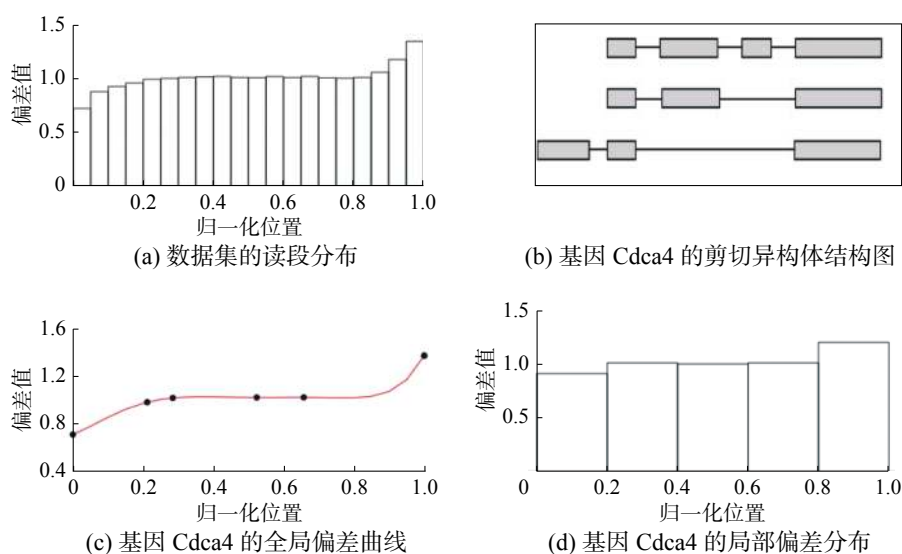 1.5
1.0
0.5
0
偏差值
0.2 0.4 0.6 0.8 1.0
归一化位置
(a) 数据集的读段分布
(b) 基因 Cdca4 的剪切异构体结构图
1.6
1.2
0.8
0.4
偏差值
0 0.2 0.4 0.6 0.8 1.0
归一化位置
(c) 基因 Cdca4 的全局偏差曲线
1.5
1.0
0.5
偏差值
0 0.2 0.4 0.6 0.8 1.0
归一化位置
(d) 基因 Cdca4 的局部偏差分布